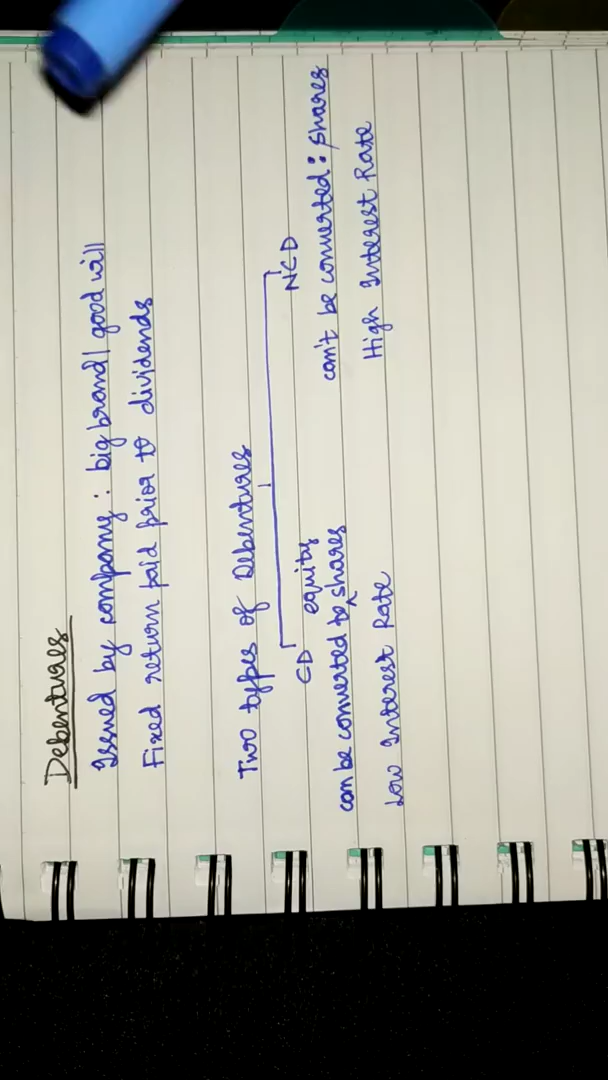 Debentures
Issued by company : big brand / good will
Fixed return paid prior to dividends
Two types of Debentures
CD
NCD
can be converted to equity shares
can't be converted : shares
Low Interest Rate
High Interest Rate